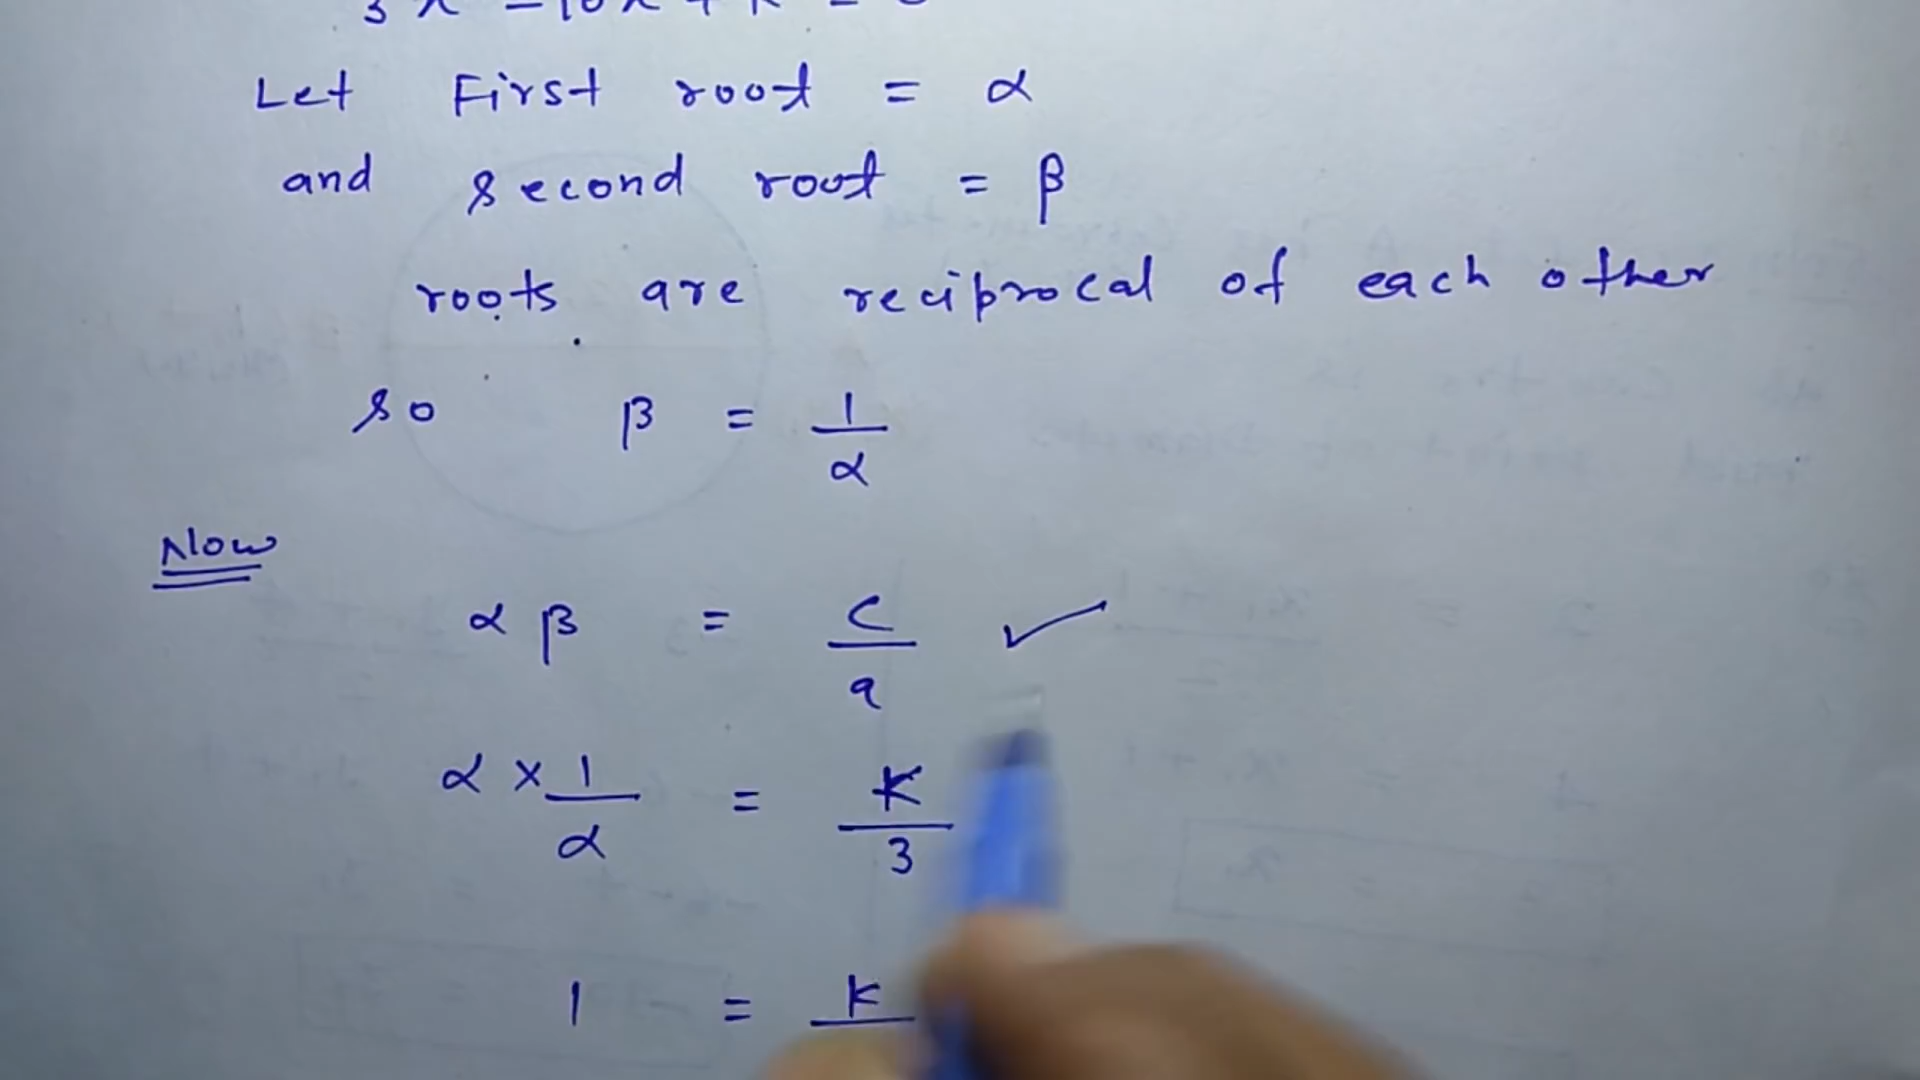 Let First root = α
and second root = β
roots are reciprocal of each other
so β = 1/α
Now
αβ = c/a ✓
α × 1/α = K/3
1 = K/